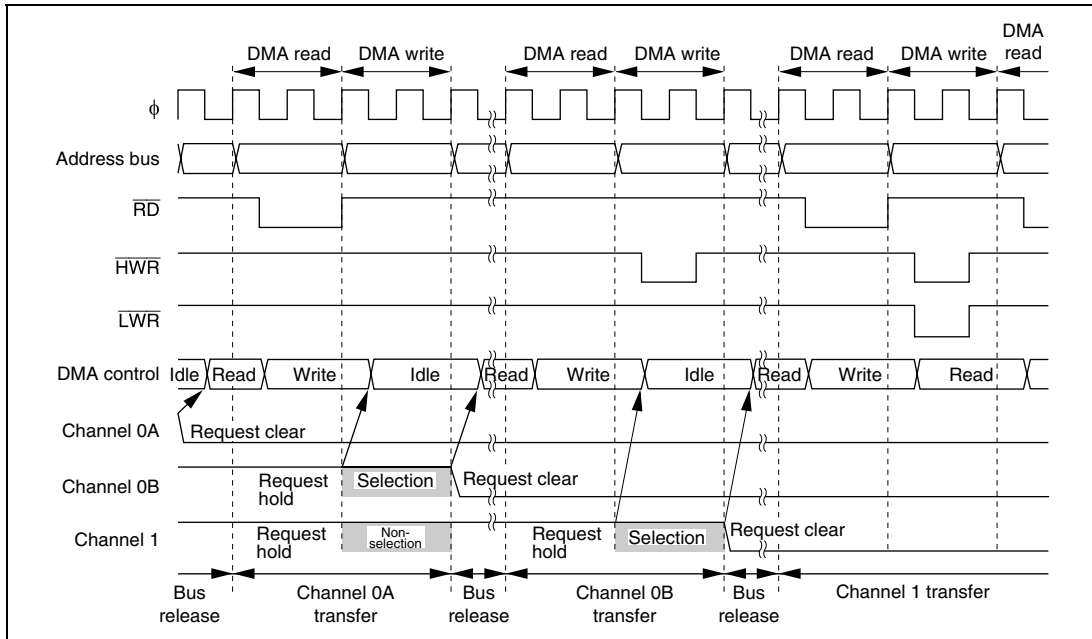 DMA read DMA write DMA read DMA write DMA read DMA write DMA read
φ
Address bus
RD
HWR
LWR
DMA control Idle Read Write Idle Read Write Idle Read Write Read
Channel 0A Request clear
Channel 0B Request hold Selection Request clear
Channel 1 Request hold Non-selection Request hold Selection Request clear
Bus release Channel 0A transfer Bus release Channel 0B transfer Bus release Channel 1 transfer